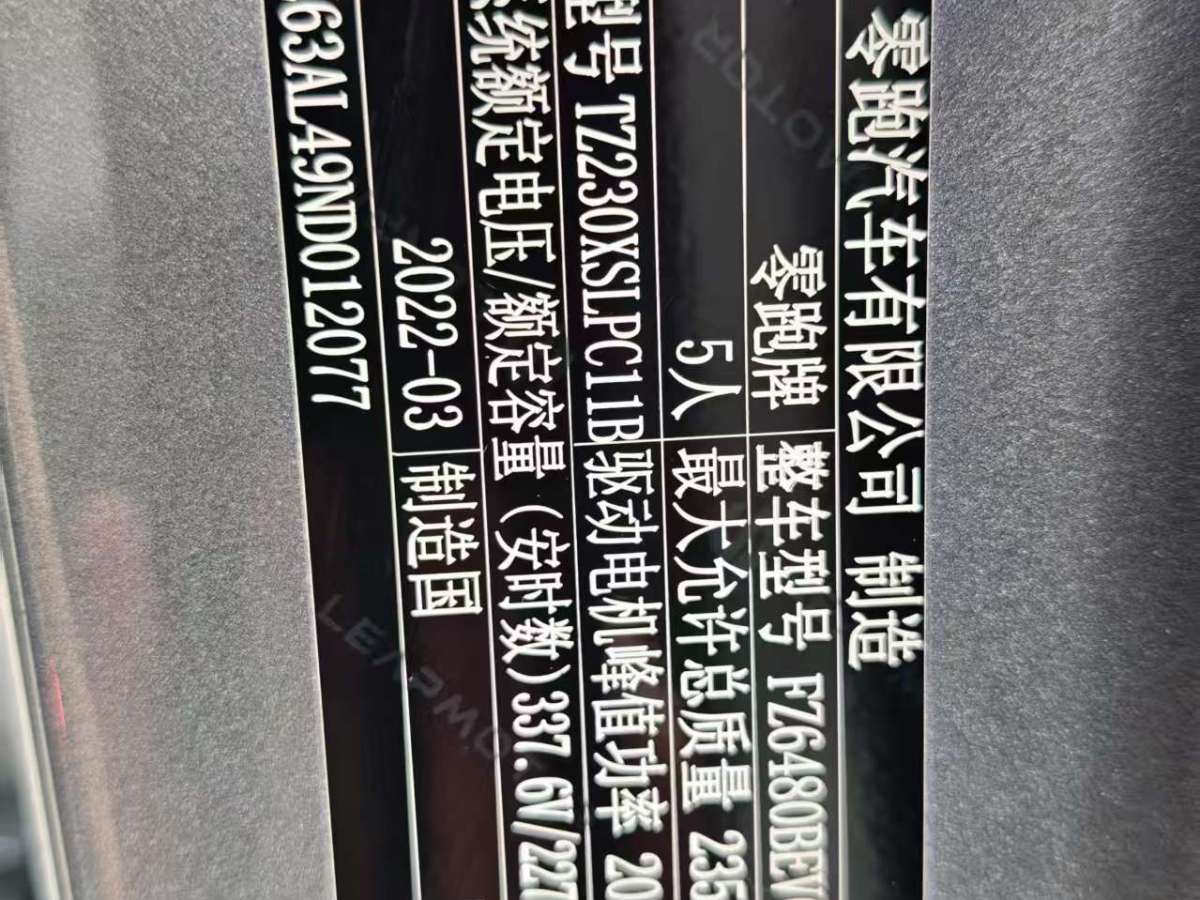 零跑汽车有限公司 制造
零跑牌 整车型号 FZ6480BEV
5人 最大允许总质量 235
型号 TZ230XSLPC11B 驱动电机峰值功率 20
系统额定电压/额定容量（安时数）337.6V/227
2022-03 制造国
63AL49ND012077
LEAPMOTOR